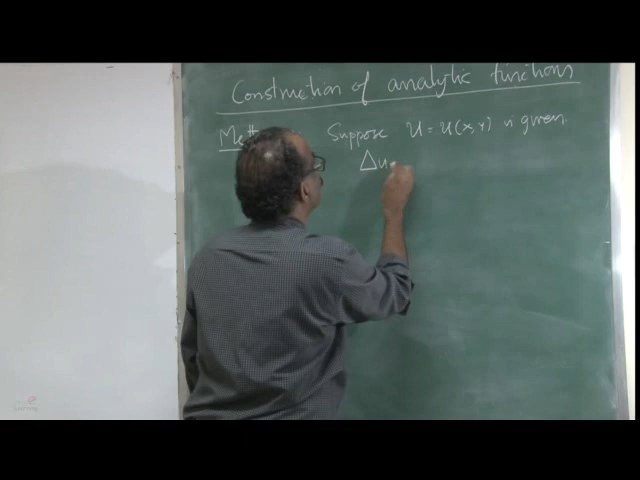 Construction of analytic functions
Suppose U = U(x,y) is given.
Δu